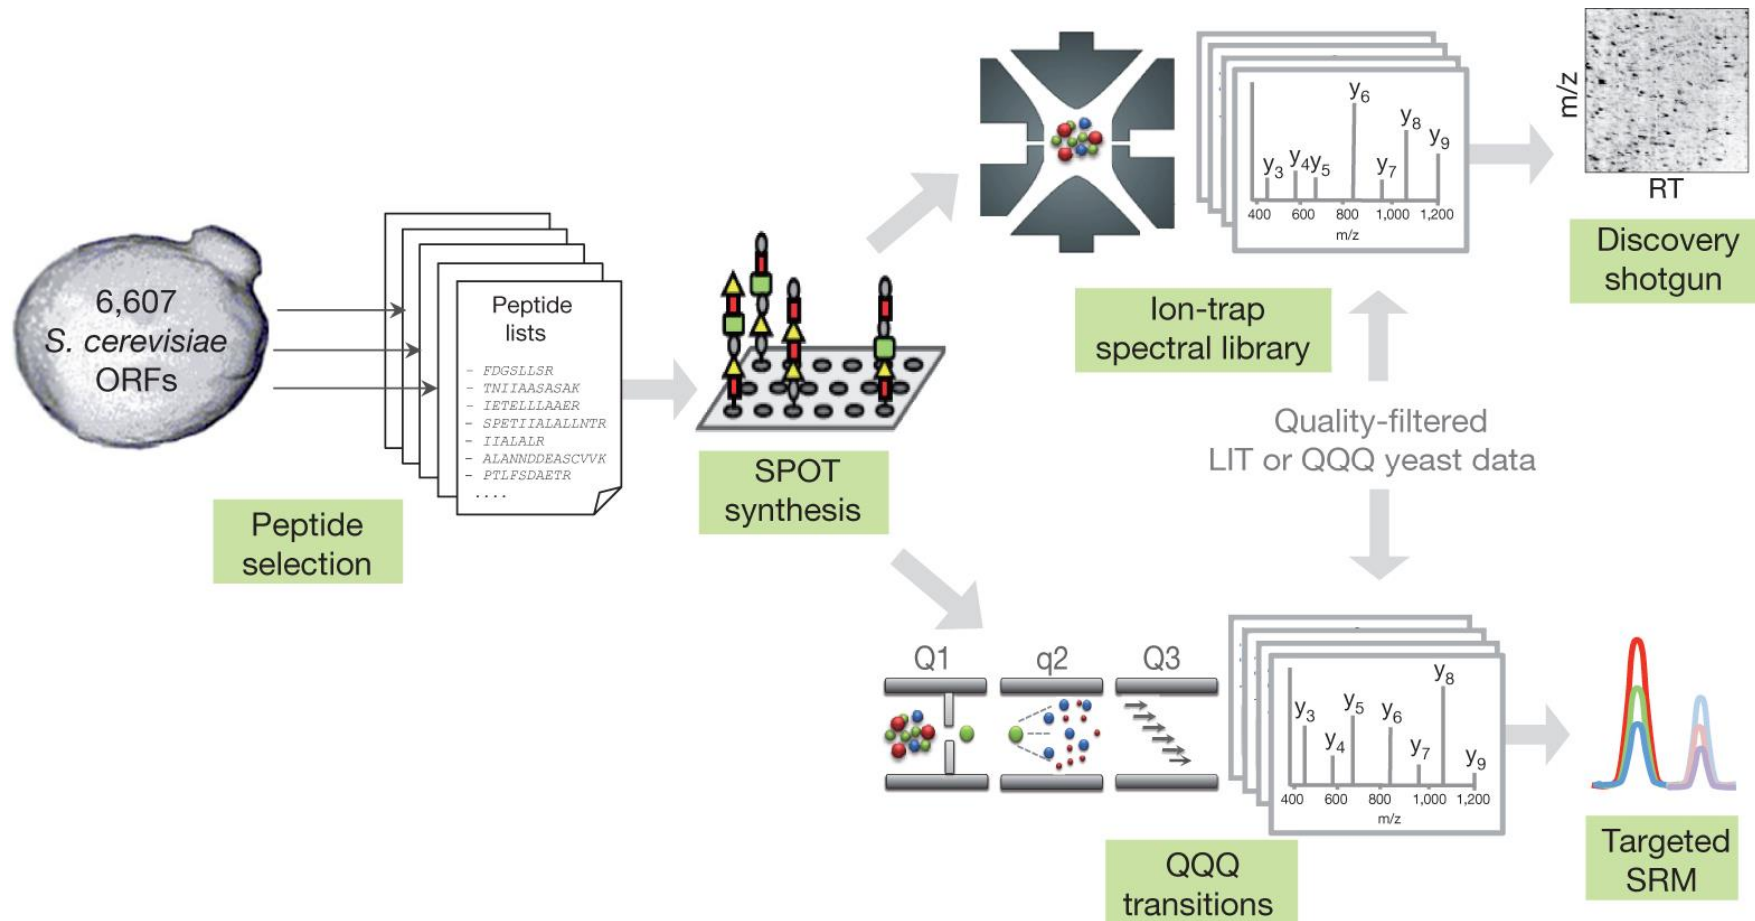 6,607
S. cerevisiae
ORFs
Peptide
selection
Peptide
lists
- FDGSLLSR
- TNIIAASASAK
- IETELLLAAER
- SPETIIALALLNTR
- IIALALR
- ALANNDDEASCVVK
- PTLFSDAETR
....
SPOT
synthesis
y3 y4 y5 y6 y7 y8 y9
400 600 800 1,000 1,200
m/z
Ion-trap
spectral library
m/z
RT
Discovery
shotgun
Quality-filtered
LIT or QQQ yeast data
Q1 q2 Q3
y3 y4 y5 y6 y7 y8 y9
400 600 800 1,000 1,200
m/z
QQQ
transitions
Targeted
SRM